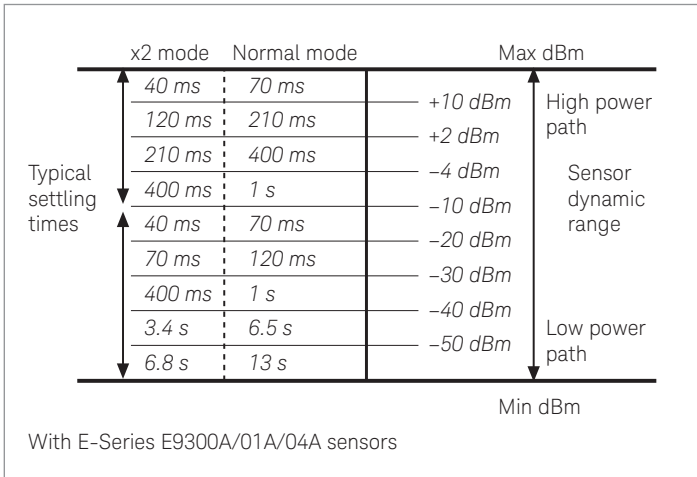 x2 mode Normal mode Max dBm
40 ms 70 ms
+10 dBm High power
120 ms 210 ms path
+2 dBm
210 ms 400 ms
Typical –4 dBm Sensor
settling 400 ms 1 s dynamic
times –10 dBm range
40 ms 70 ms
–20 dBm
70 ms 120 ms
–30 dBm
400 ms 1 s
–40 dBm
3.4 s 6.5 s Low power
–50 dBm path
6.8 s 13 s
Min dBm
With E-Series E9300A/01A/04A sensors